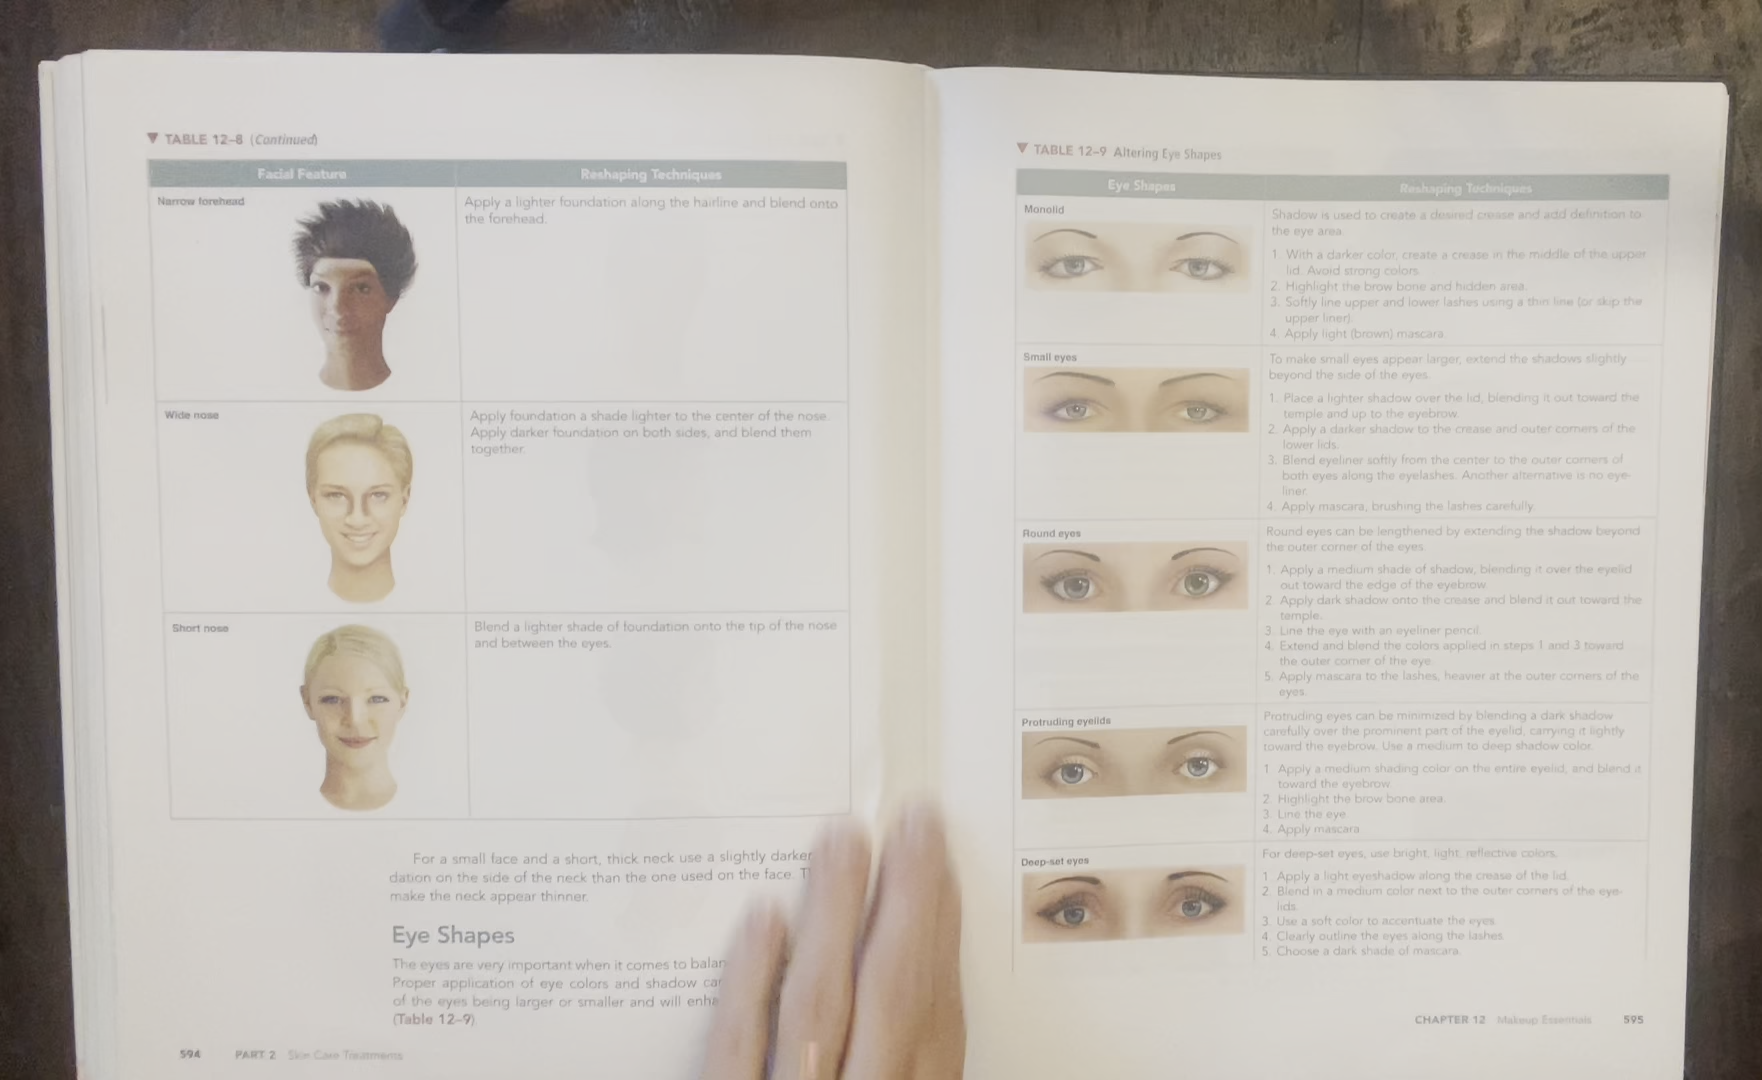 ▼ TABLE 12–8 (Continued)
Facial Feature
Reshaping Techniques
Narrow forehead
Apply a lighter foundation along the hairline and blend onto
the forehead.
Wide nose
Apply foundation a shade lighter to the center of the nose.
Apply darker foundation on both sides, and blend them
together.
Short nose
Blend a lighter shade of foundation onto the tip of the nose
and between the eyes.
For a small face and a short, thick neck use a slightly darker
dation on the side of the neck than the one used on the face. T
make the neck appear thinner.
Eye Shapes
The eyes are very important when it comes to balan
Proper application of eye colors and shadow can
of the eyes being larger or smaller and will enha
(Table 12–9)
594 PART 2 Skin Care Treatments
▼ TABLE 12–9 Altering Eye Shapes
Eye Shapes
Reshaping Techniques
Monolid
Shadow is used to create a desired crease and add definition to
the eye area.
1 With a darker color, create a crease in the middle of the upper
lid. Avoid strong colors
2. Highlight the brow bone and hidden area.
3. Softly line upper and lower lashes using a thin line (or skip the
upper liner).
4. Apply light (brown) mascara.
Small eyes
To make small eyes appear larger, extend the shadows slightly
beyond the side of the eyes.
1. Place a lighter shadow over the lid, blending it out toward the
temple and up to the eyebrow.
2. Apply a darker shadow to the crease and outer corners of the
lower lids.
3. Blend eyeliner softly from the center to the outer corners of
both eyes along the eyelashes. Another alternative is no eye-
liner.
4. Apply mascara, brushing the lashes carefully.
Round eyes
Round eyes can be lengthened by extending the shadow beyond
the outer corner of the eyes.
1. Apply a medium shade of shadow, blending it over the eyelid
out toward the edge of the eyebrow.
2 Apply dark shadow onto the crease and blend it out toward the
temple.
3. Line the eye with an eyeliner pencil.
4. Extend and blend the colors applied in steps 1 and 3 toward
the outer corner of the eye.
5. Apply mascara to the lashes, heavier at the outer corners of the
eyes.
Protruding eyelids
Protruding eyes can be minimized by blending a dark shadow
carefully over the prominent part of the eyelid, carrying it lightly
toward the eyebrow. Use a medium to deep shadow color.
1 Apply a medium shading color on the entire eyelid, and blend it
toward the eyebrow.
2. Highlight the brow bone area.
3. Line the eye.
4. Apply mascara.
Deep-set eyes
For deep-set eyes, use bright, light, reflective colors.
1 Apply a light eyeshadow along the crease of the lid.
2. Blend in a medium color next to the outer corners of the eye-
lids.
3. Use a soft color to accentuate the eyes.
4. Clearly outline the eyes along the lashes.
5. Choose a dark shade of mascara.
CHAPTER 12 Makeup Essentials 595